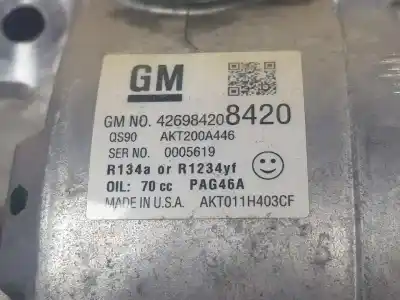 GM
GM NO. 42698420 8420
QS90 AKT200A446
SER NO. 0005619
R134a or R1234yf
OIL: 70 cc PAG46A
MADE IN U.S.A. AKT011H403CF